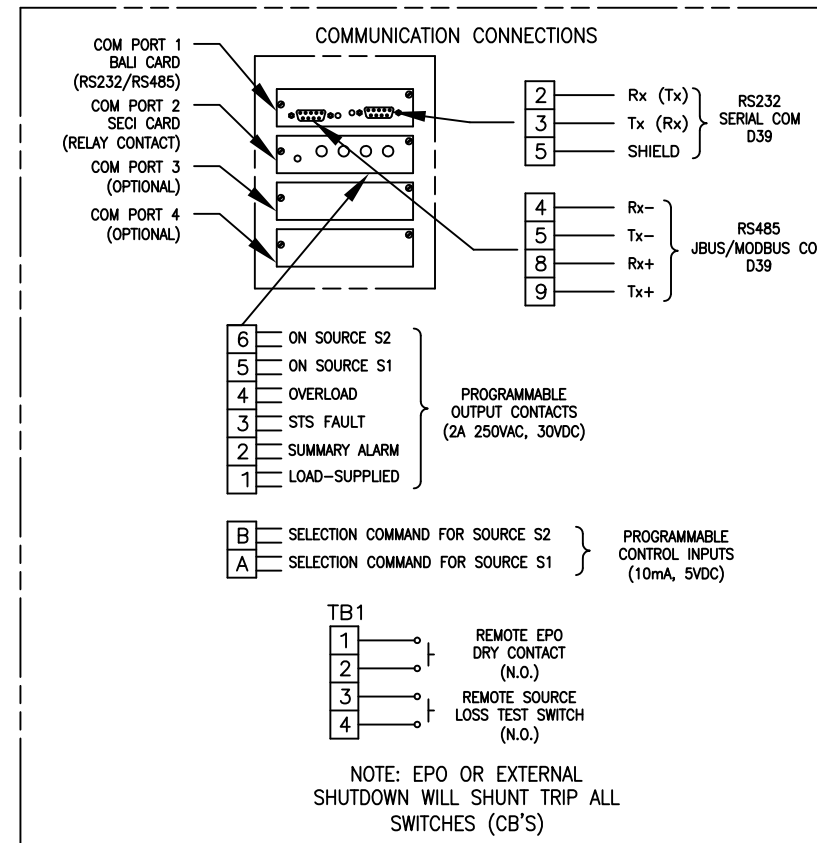 COMMUNICATION CONNECTIONS
COM PORT 1
BALI CARD
(RS232/RS485)
COM PORT 2
SECI CARD
(RELAY CONTACT)
COM PORT 3
(OPTIONAL)
COM PORT 4
(OPTIONAL)
2 Rx (Tx)
3 Tx (Rx)
5 SHIELD
RS232
SERIAL COM
D39
4 Rx-
5 Tx-
8 Rx+
9 Tx+
RS485
JBUS/MODBUS CO
D39
6 ON SOURCE S2
5 ON SOURCE S1
4 OVERLOAD
3 STS FAULT
2 SUMMARY ALARM
1 LOAD-SUPPLIED
PROGRAMMABLE
OUTPUT CONTACTS
(2A 250VAC, 30VDC)
B SELECTION COMMAND FOR SOURCE S2
A SELECTION COMMAND FOR SOURCE S1
PROGRAMMABLE
CONTROL INPUTS
(10mA, 5VDC)
TB1
1
2
3
4
REMOTE EPO
DRY CONTACT
(N.O.)
REMOTE SOURCE
LOSS TEST SWITCH
(N.O.)
NOTE: EPO OR EXTERNAL
SHUTDOWN WILL SHUNT TRIP ALL
SWITCHES (CB'S)